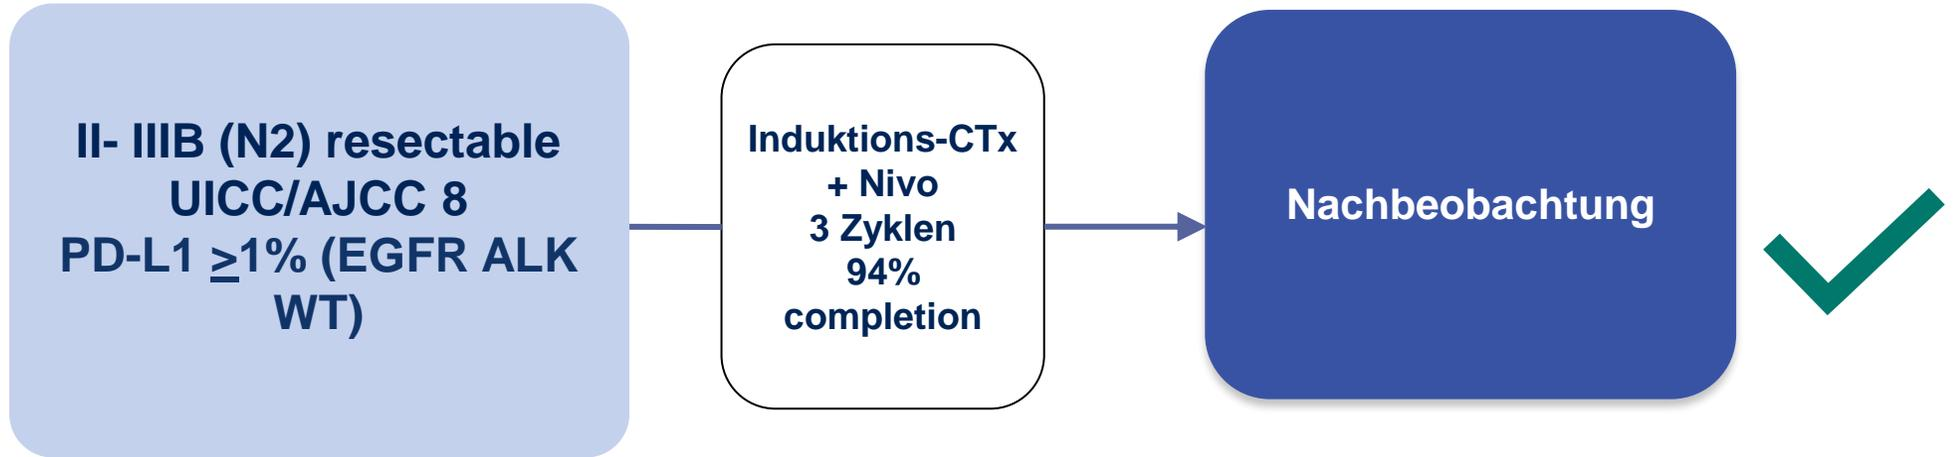 II- IIIB (N2) resectable
UICC/AJCC 8
PD-L1 ≥1% (EGFR ALK
WT)
Induktions-CTx
+ Nivo
3 Zyklen
94%
completion
Nachbeobachtung